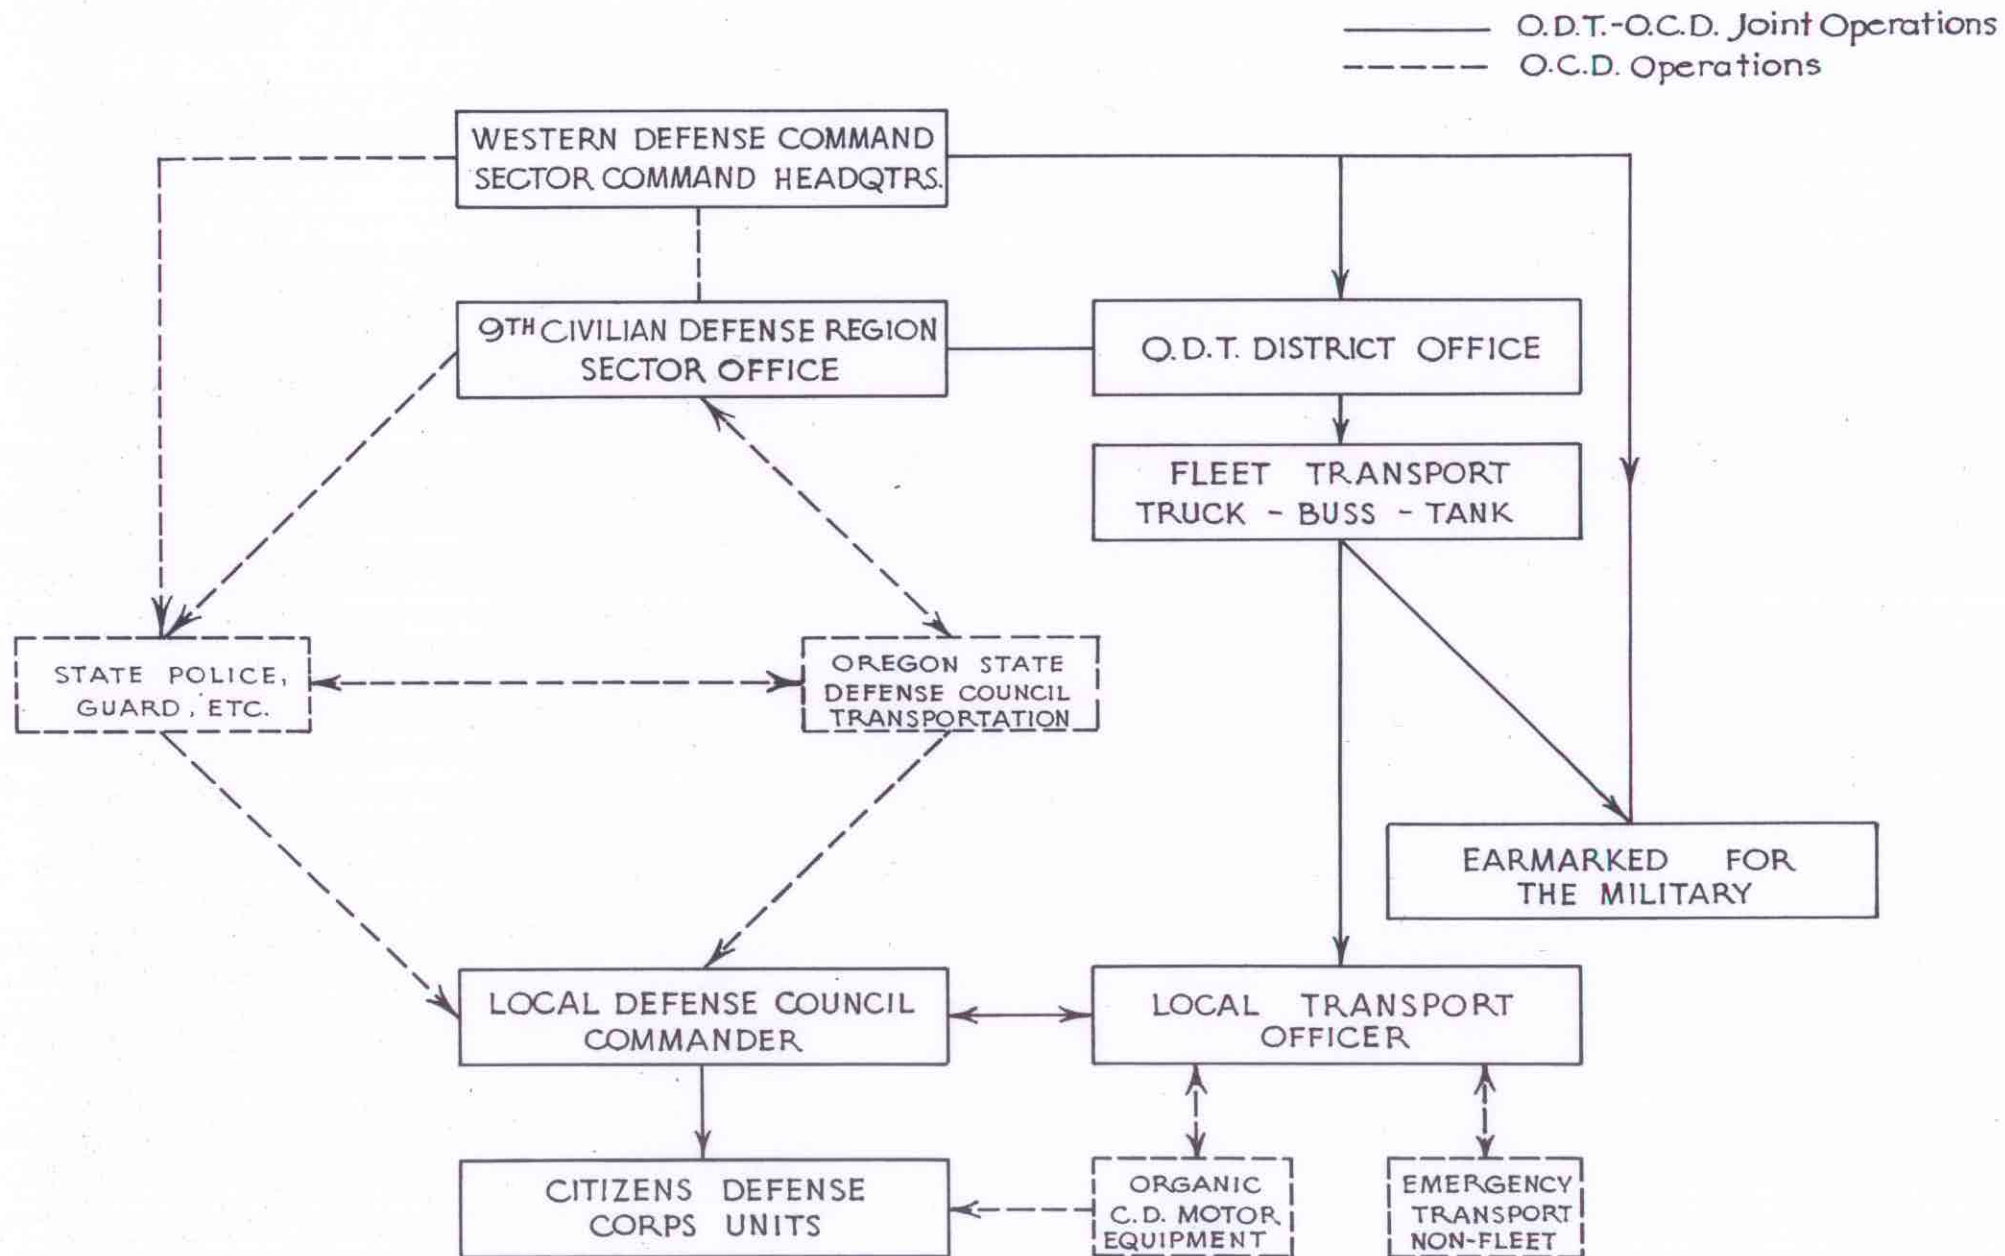 O.D.T.-O.C.D. Joint Operations
O.C.D. Operations
WESTERN DEFENSE COMMAND
SECTOR COMMAND HEADQTRS.
9TH CIVILIAN DEFENSE REGION
SECTOR OFFICE
O.D.T. DISTRICT OFFICE
FLEET TRANSPORT
TRUCK - BUSS - TANK
STATE POLICE,
GUARD, ETC.
OREGON STATE
DEFENSE COUNCIL
TRANSPORTATION
EARMARKED FOR
THE MILITARY
LOCAL DEFENSE COUNCIL
COMMANDER
LOCAL TRANSPORT
OFFICER
CITIZENS DEFENSE
CORPS UNITS
ORGANIC
C.D. MOTOR
EQUIPMENT
EMERGENCY
TRANSPORT
NON-FLEET